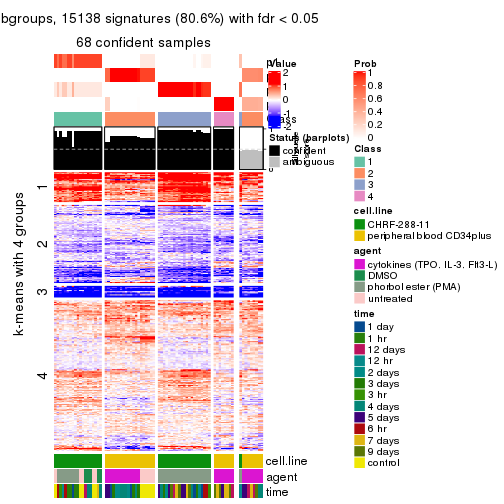 bgroups, 15138 signatures (80.6%) with fdr < 0.05
68 confident samples
Value
2
1
0
-1
-2
Prob
1
0.8
0.6
0.4
0.2
0
Status (barplots)
confident
ambiguous
Class
1
2
3
4
cell.line
CHRF-288-11
peripheral blood CD34plus
agent
cytokines (TPO, IL-3, Flt3-L)
DMSO
phorbol ester (PMA)
untreated
time
1 day
1 hr
12 days
12 hr
2 days
3 days
3 hr
4 days
5 days
6 hr
7 days
9 days
control
k-means with 4 groups
1
2
3
4
cell.line
agent
time